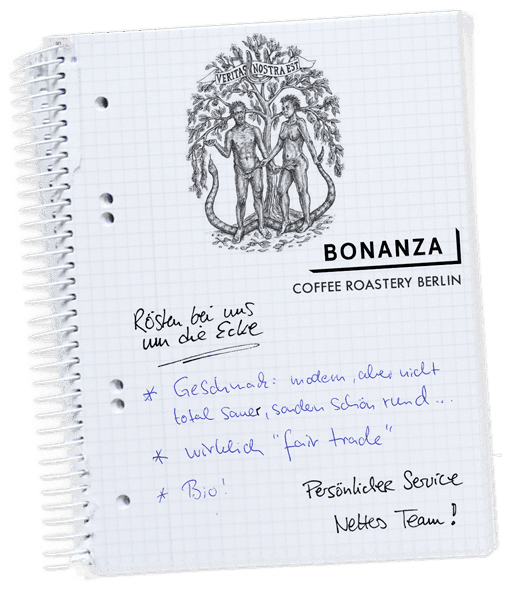 VERITAS NOSTRA EST
BONANZA
COFFEE ROASTERY BERLIN
Rösten bei uns
um die Ecke
* Geschmack: modern, aber nicht
total sauer, sondern schön rund...
* wirklich "fair trade"
* Bio!
Persönlicher Service
Nettes Team!